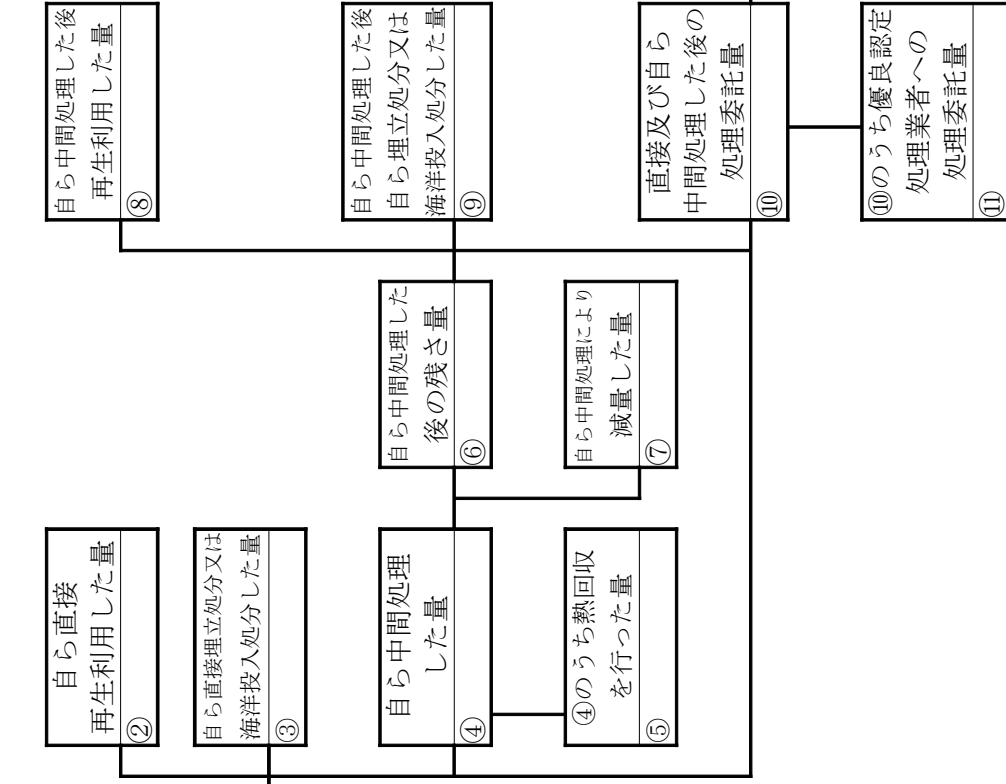 自ら直接
再生利用した量
②
自ら直接埋立処分又は
海洋投入処分した量
③
自ら中間処理
した量
④
④のうち熱回収
を行った量
⑤
自ら中間処理した
後の残さ量
⑥
自ら中間処理により
減量した量
⑦
自ら中間処理した後
再生利用した量
⑧
自ら中間処理した後
自ら埋立処分又は
海洋投入処分した量
⑨
直接及び自ら
中間処理した後の
処理委託量
⑩
⑩のうち優良認定
処理業者への
処理委託量
⑪